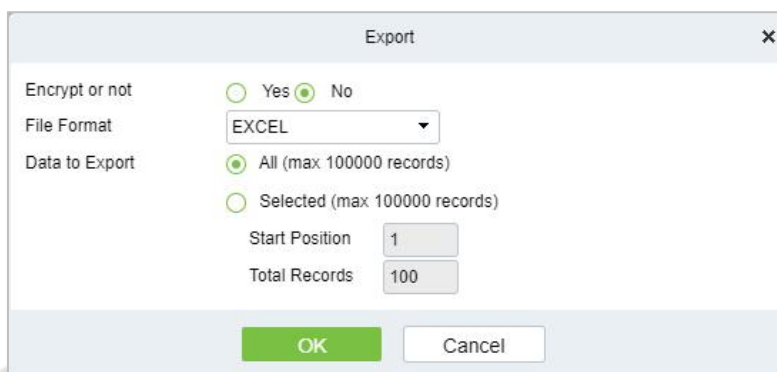 Export
Encrypt or not Yes No
File Format EXCEL
Data to Export All (max 100000 records)
Selected (max 100000 records)
Start Position 1
Total Records 100
OK Cancel